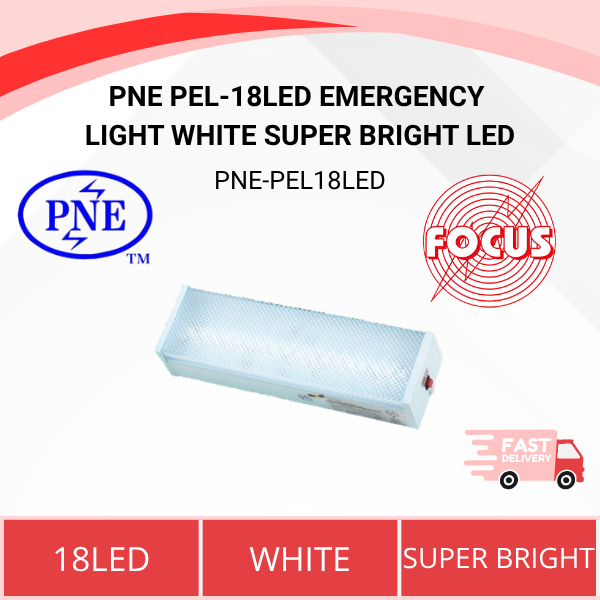 PNE PEL-18LED EMERGENCY
LIGHT WHITE SUPER BRIGHT LED
PNE-PEL18LED
PNE
TM
FOCUS
FAST
DELIVERY
18LED
WHITE
SUPER BRIGHT